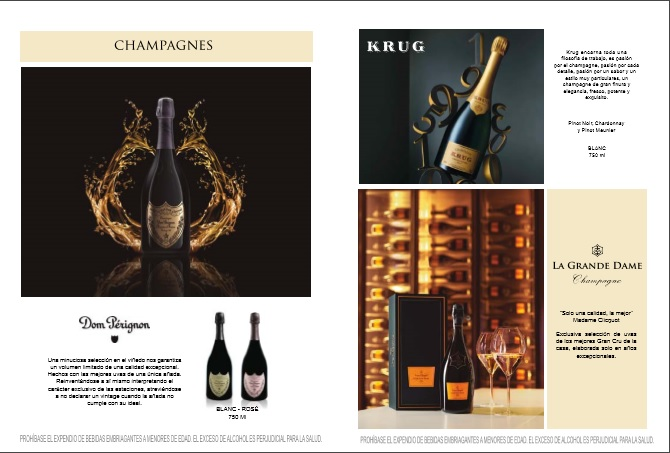 CHAMPAGNES
Dom Pérignon
Una minuciosa selección en el viñedo nos garantiza
un volumen limitado de una calidad excepcional.
Hechos con las mejores uvas de una única añada.
Reinventándose a sí mismo interpretando el
carácter exclusivo de las estaciones, atreviéndose
a no declarar un vintage cuando la añada no
cumple con su ideal.
BLANC - ROSÉ
750 Ml
PROHÍBASE EL EXPENDIO DE BEBIDAS EMBRIAGANTES A MENORES DE EDAD. EL EXCESO DE ALCOHOL ES PERJUDICIAL PARA LA SALUD.
KRUG
KRUG
Krug encarna toda una
filosofía de trabajo, es pasión
por el champagne, pasión por cada
detalle, pasión por un sabor y un
estilo muy particulares, un
champagne de gran finura y
elegancia, fresco, potente y
exquisito.
Pinot Noir, Chardonnay
y Pinot Meunier
BLANC
750 ml
LA GRANDE DAME
Champagne
"Solo una calidad, la mejor"
Madame Clicquot
Exclusiva selección de uvas
de los mejores Gran Cru de la
casa, elaborada solo en años
excepcionales.
PROHÍBASE EL EXPENDIO DE BEBIDAS EMBRIAGANTES A MENORES DE EDAD. EL EXCESO DE ALCOHOL ES PERJUDICIAL PARA LA SALUD.